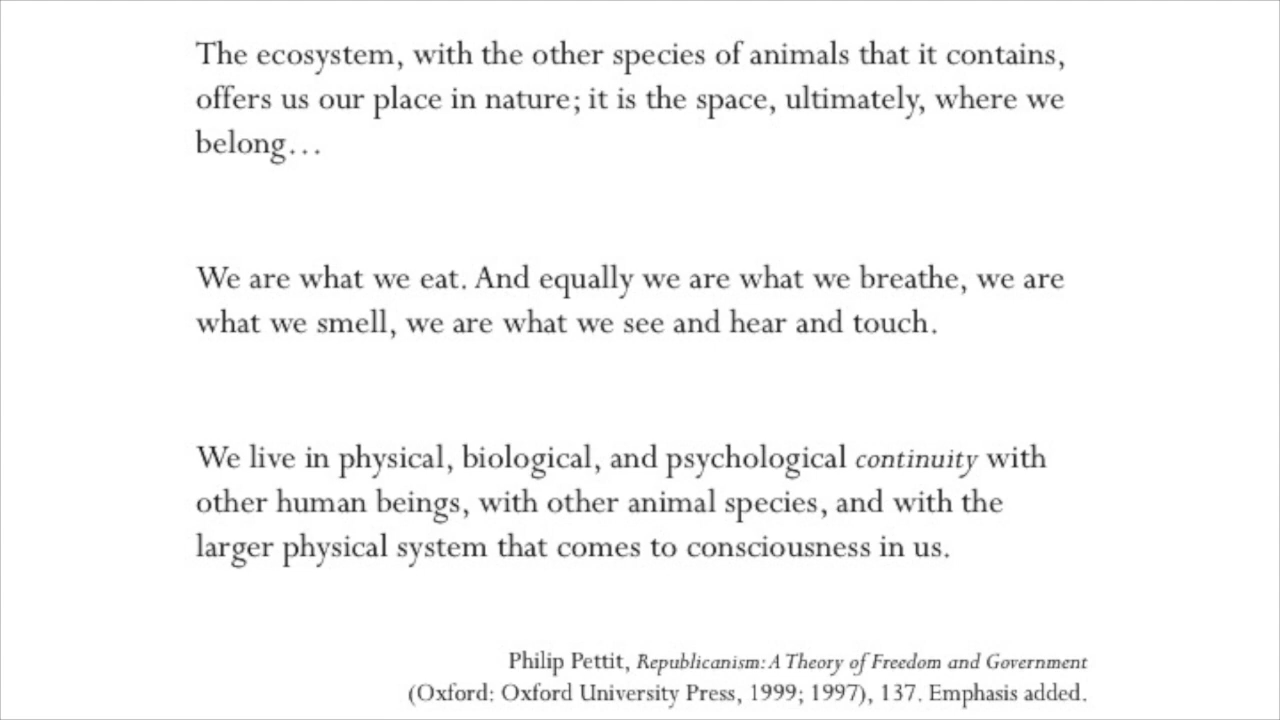 The ecosystem, with the other species of animals that it contains,
offers us our place in nature; it is the space, ultimately, where we
belong…
We are what we eat. And equally we are what we breathe, we are
what we smell, we are what we see and hear and touch.
We live in physical, biological, and psychological continuity with
other human beings, with other animal species, and with the
larger physical system that comes to consciousness in us.
Philip Pettit, Republicanism: A Theory of Freedom and Government
(Oxford: Oxford University Press, 1999; 1997), 137. Emphasis added.